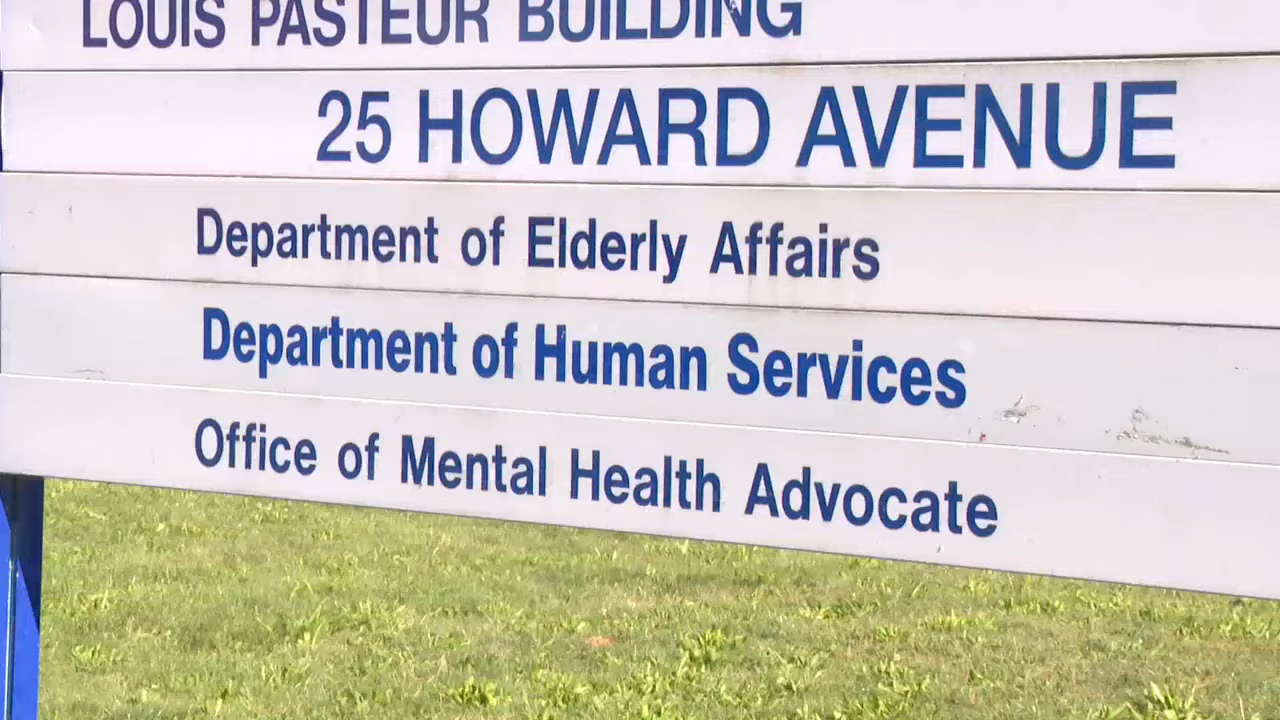 LOUIS PASTEUR BUILDING
25 HOWARD AVENUE
Department of Elderly Affairs
Department of Human Services
Office of Mental Health Advocate